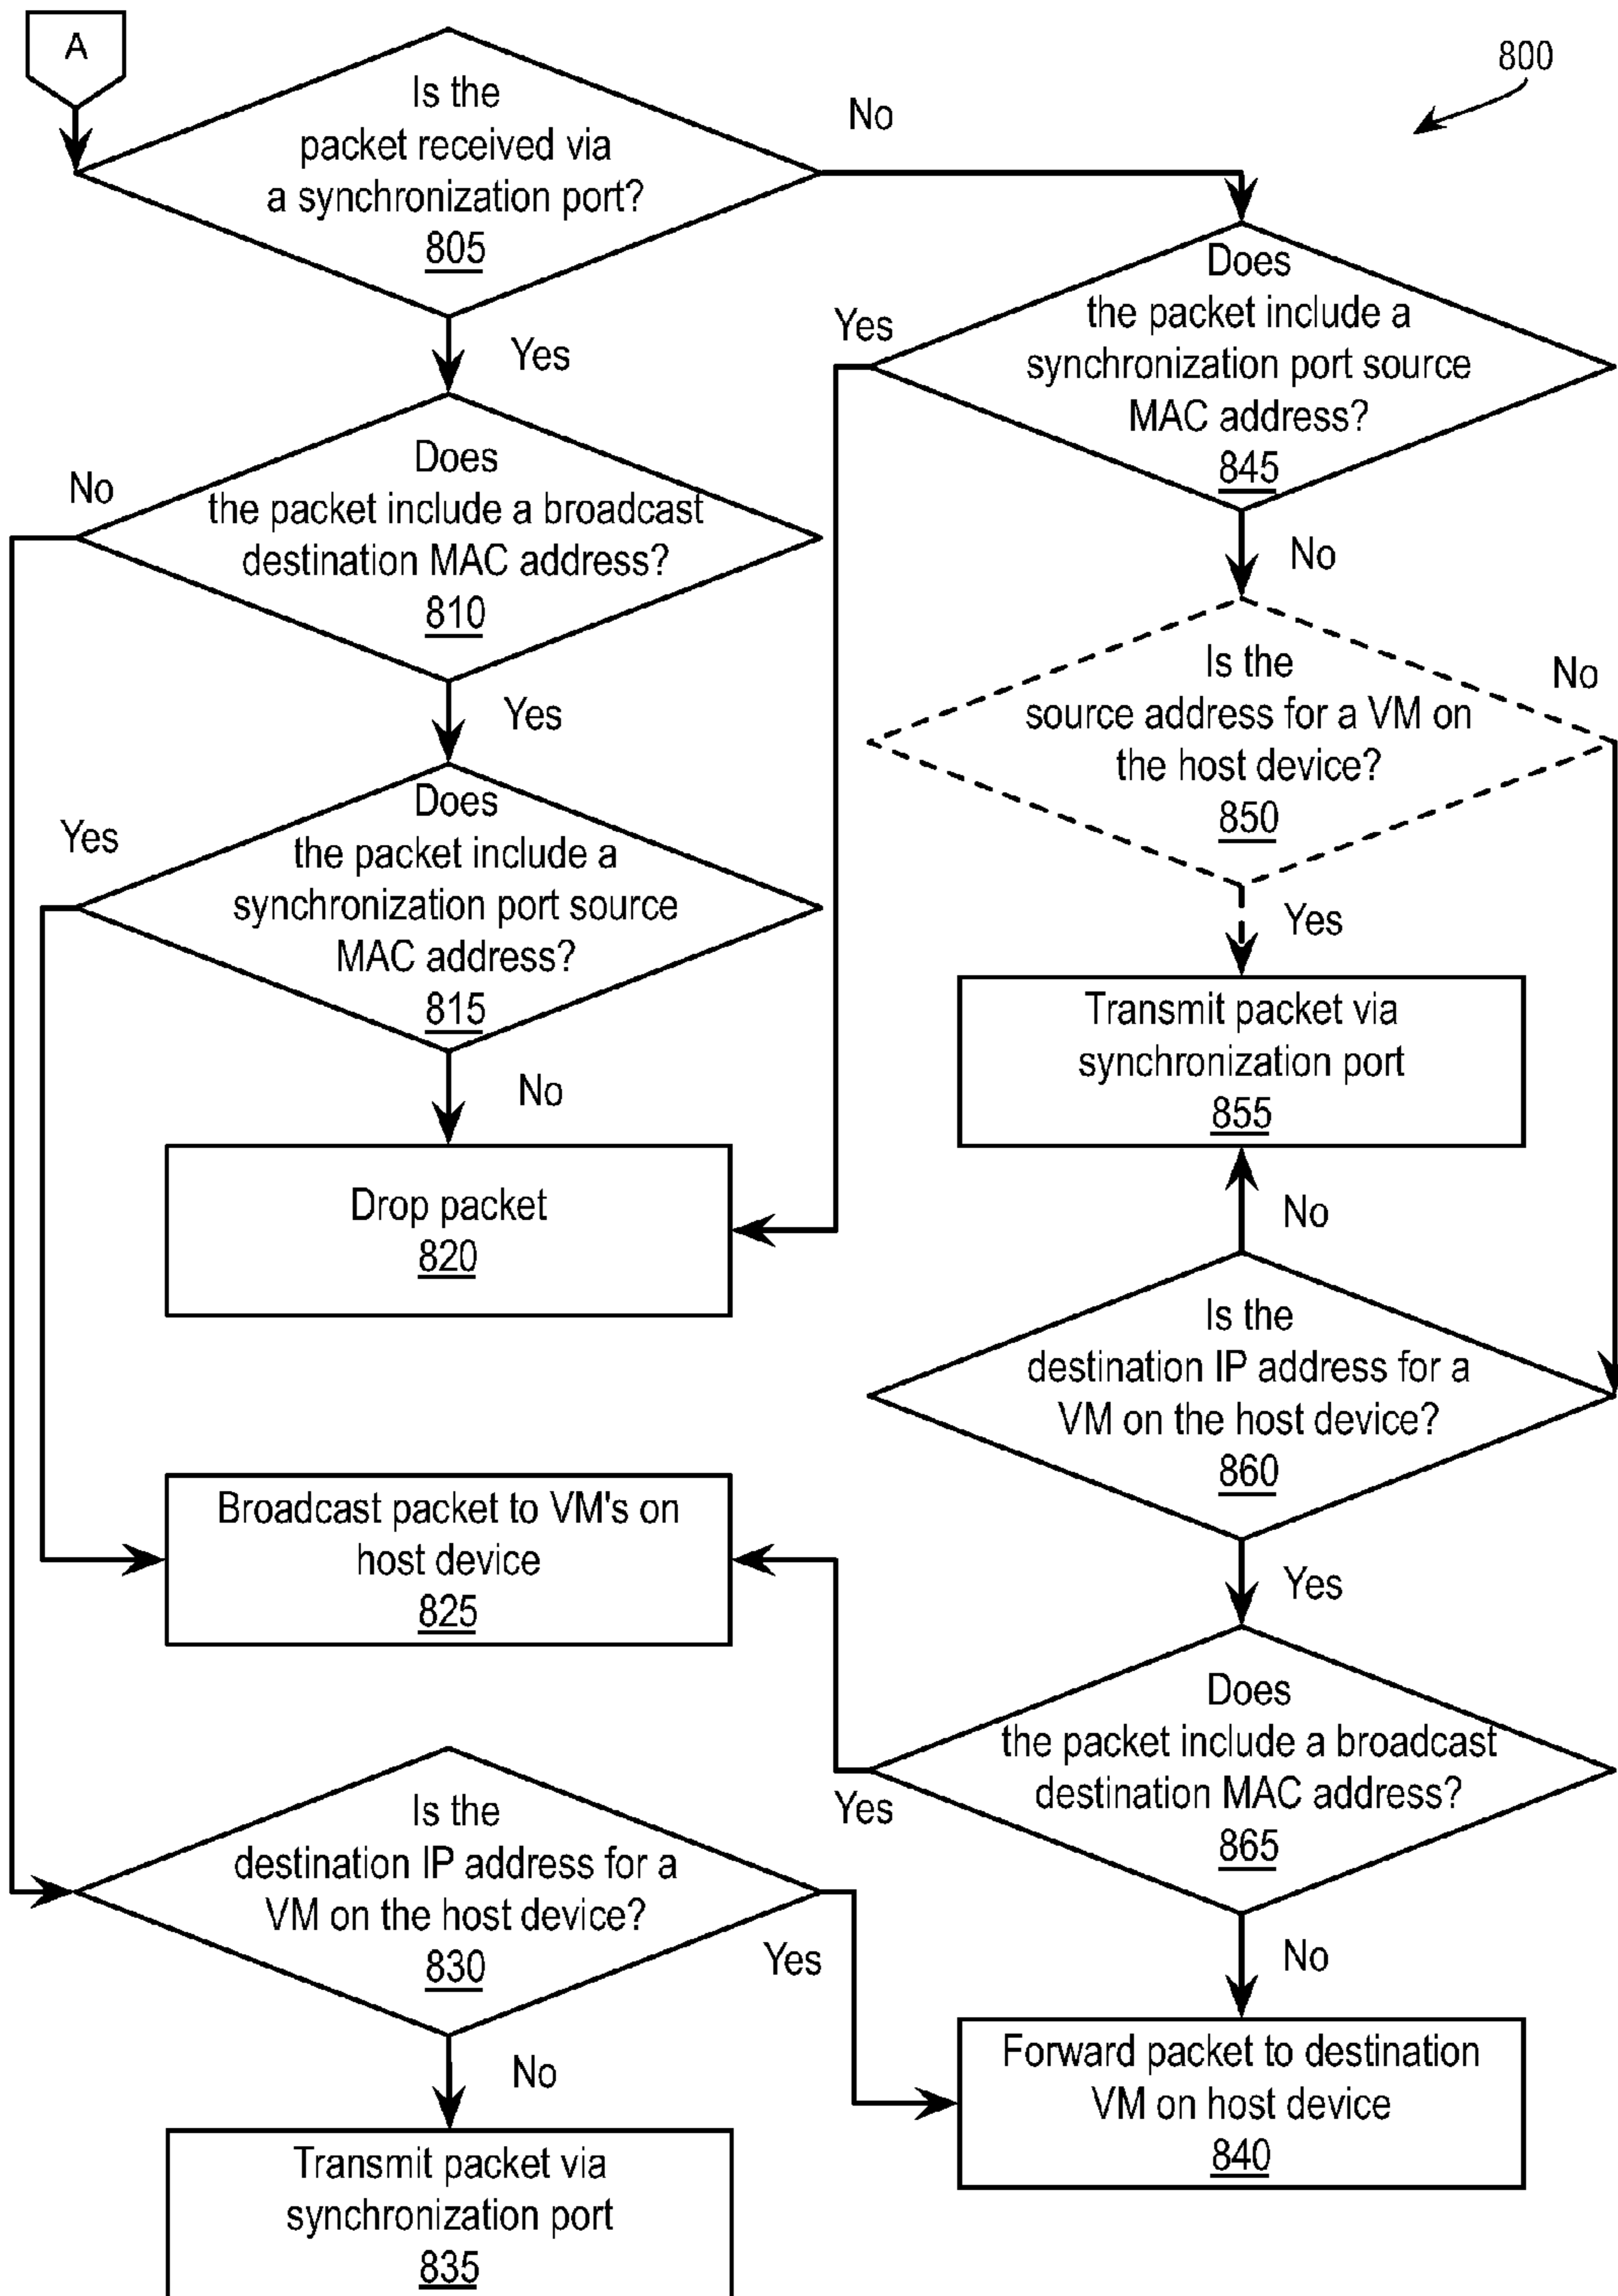 A
800
Is the
packet received via
a synchronization port?
805
No
Yes
Does
the packet include a
synchronization port source
MAC address?
845
Yes
No
Does
the packet include a broadcast
destination MAC address?
810
No
Yes
Is the
source address for a VM on
the host device?
850
No
Yes
Does
the packet include a
synchronization port source
MAC address?
815
Yes
No
Transmit packet via
synchronization port
855
Drop packet
820
No
Is the
destination IP address for a
VM on the host device?
860
Yes
Broadcast packet to VM's on
host device
825
Does
the packet include a broadcast
destination MAC address?
865
Yes
No
Is the
destination IP address for a
VM on the host device?
830
Yes
No
Forward packet to destination
VM on host device
840
Transmit packet via
synchronization port
835